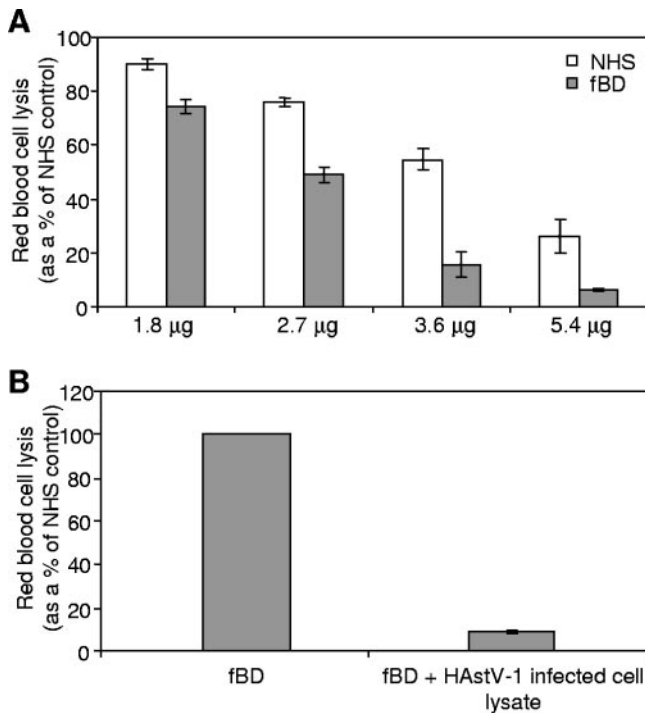 A
Red blood cell lysis
(as a % of NHS control)
100
80
60
40
20
0
NHS
fBD
1.8 µg
2.7 µg
3.6 µg
5.4 µg
B
Red blood cell lysis
(as a % of NHS control)
120
100
80
60
40
20
0
fBD
fBD + HAstV-1 infected cell
lysate